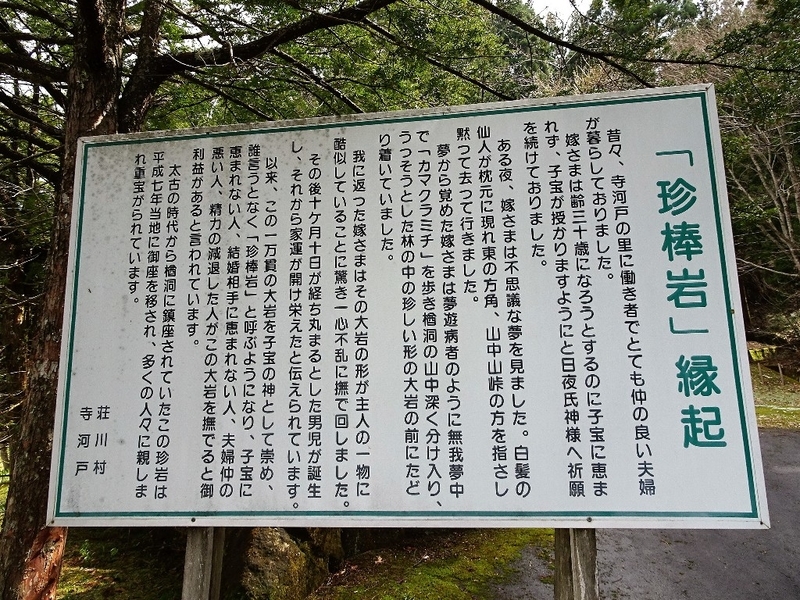 「珍棒岩」縁起
昔々、寺河戸の里に働き者でとても仲の良い夫婦
が暮らしておりました。
嫁さまは齢三十歳になろうとするのに子宝に恵ま
れず、子宝が授かりますようにと日夜氏神様へ祈願
を続けておりました。
ある夜、嫁さまは不思議な夢を見ました。白髪の
仙人が枕元に現れ東の方角、山中山峠の方を指さし
黙って去って行きました。
夢から覚めた嫁さまは夢遊病者のように無我夢中
で「カマクラミチ」を歩き楢洞の山中深く分け入り、
うっそうとした林の中の珍しい形の大岩の前にたど
り着いていました。
我に返った嫁さまはその大岩の形が主人の一物に
酷似していることに驚き一心不乱に撫で回しました。
その後十ケ月十日が経ち丸まるとした男児が誕生
し、それから家運が開け栄えたと伝えられています。
以来、この一万貫の大岩を子宝の神として崇め、
誰言うとなく「珍棒岩」と呼ぶようになり、子宝に
恵まれない人、結婚相手に恵まれない人、夫婦仲の
悪い人、精力の減退した人がこの大岩を撫でると御
利益があると言われています。
太古の時代から楢洞に鎮座されていたこの珍岩は
平成七年当地に御座を移され、多くの人々に親しま
れ重宝がられています。
荘川村
寺河戸